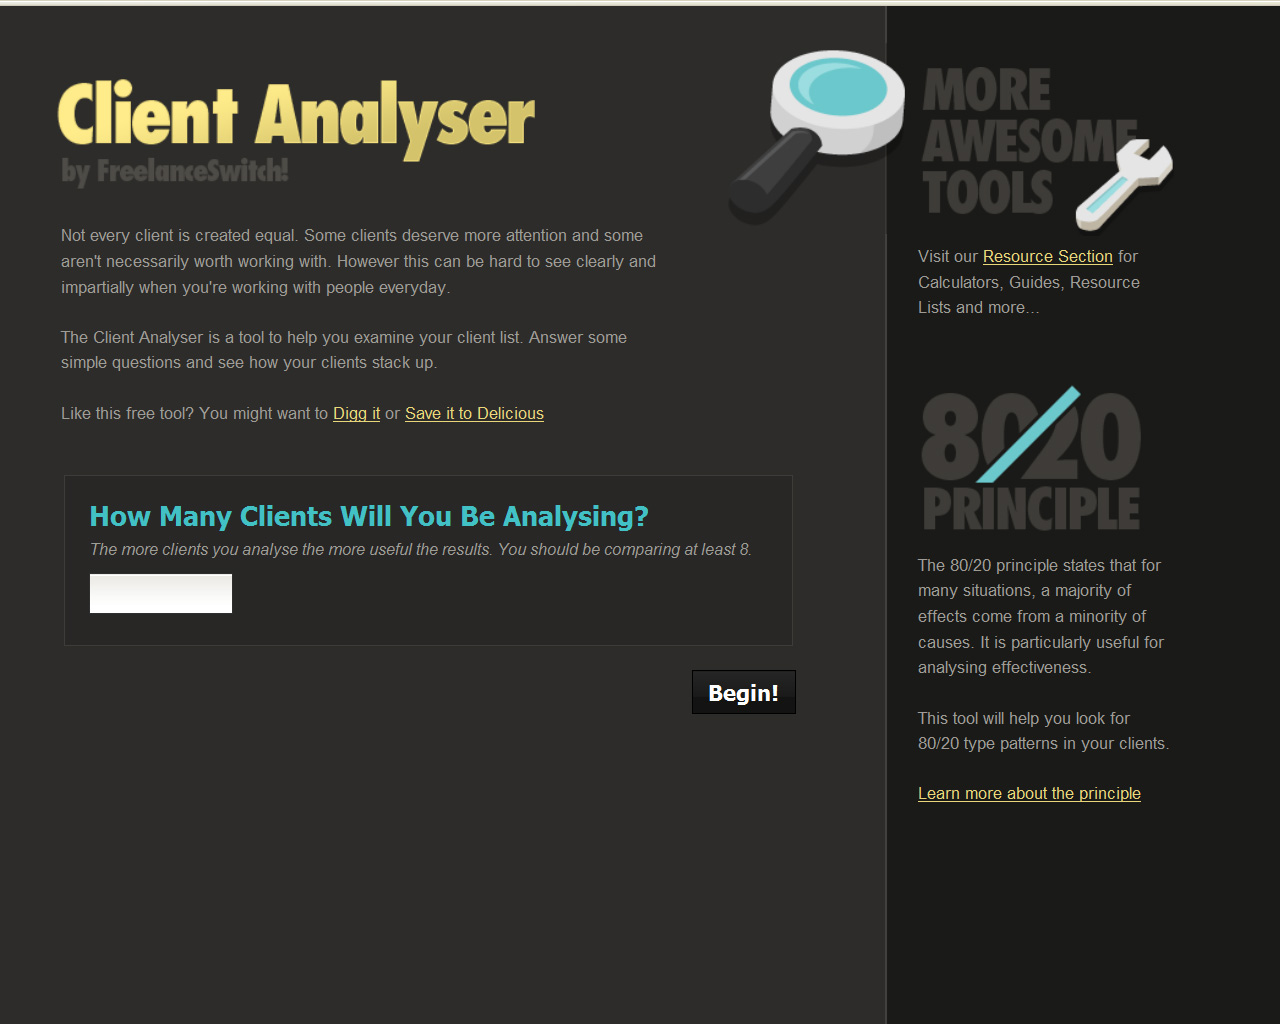 Client Analyser
by FreelanceSwitch!
Not every client is created equal. Some clients deserve more attention and some
aren't necessarily worth working with. However this can be hard to see clearly and
impartially when you're working with people everyday.
The Client Analyser is a tool to help you examine your client list. Answer some
simple questions and see how your clients stack up.
Like this free tool? You might want to Digg it or Save it to Delicious
How Many Clients Will You Be Analysing?
The more clients you analyse the more useful the results. You should be comparing at least 8.
Begin!
MORE
AWESOME
TOOLS
Visit our Resource Section for
Calculators, Guides, Resource
Lists and more...
80/20
PRINCIPLE
The 80/20 principle states that for
many situations, a majority of
effects come from a minority of
causes. It is particularly useful for
analysing effectiveness.
This tool will help you look for
80/20 type patterns in your clients.
Learn more about the principle